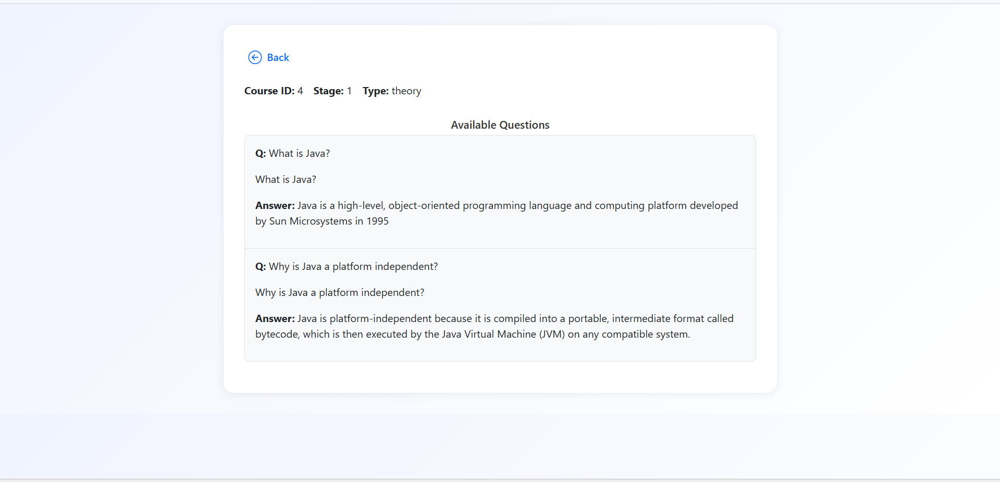 Back
Course ID: 4 Stage: 1 Type: theory
Available Questions
Q: What is Java?
What is Java?
Answer: Java is a high-level, object-oriented programming language and computing platform developed
by Sun Microsystems in 1995
Q: Why is Java a platform independent?
Why is Java a platform independent?
Answer: Java is platform-independent because it is compiled into a portable, intermediate format called
bytecode, which is then executed by the Java Virtual Machine (JVM) on any compatible system.